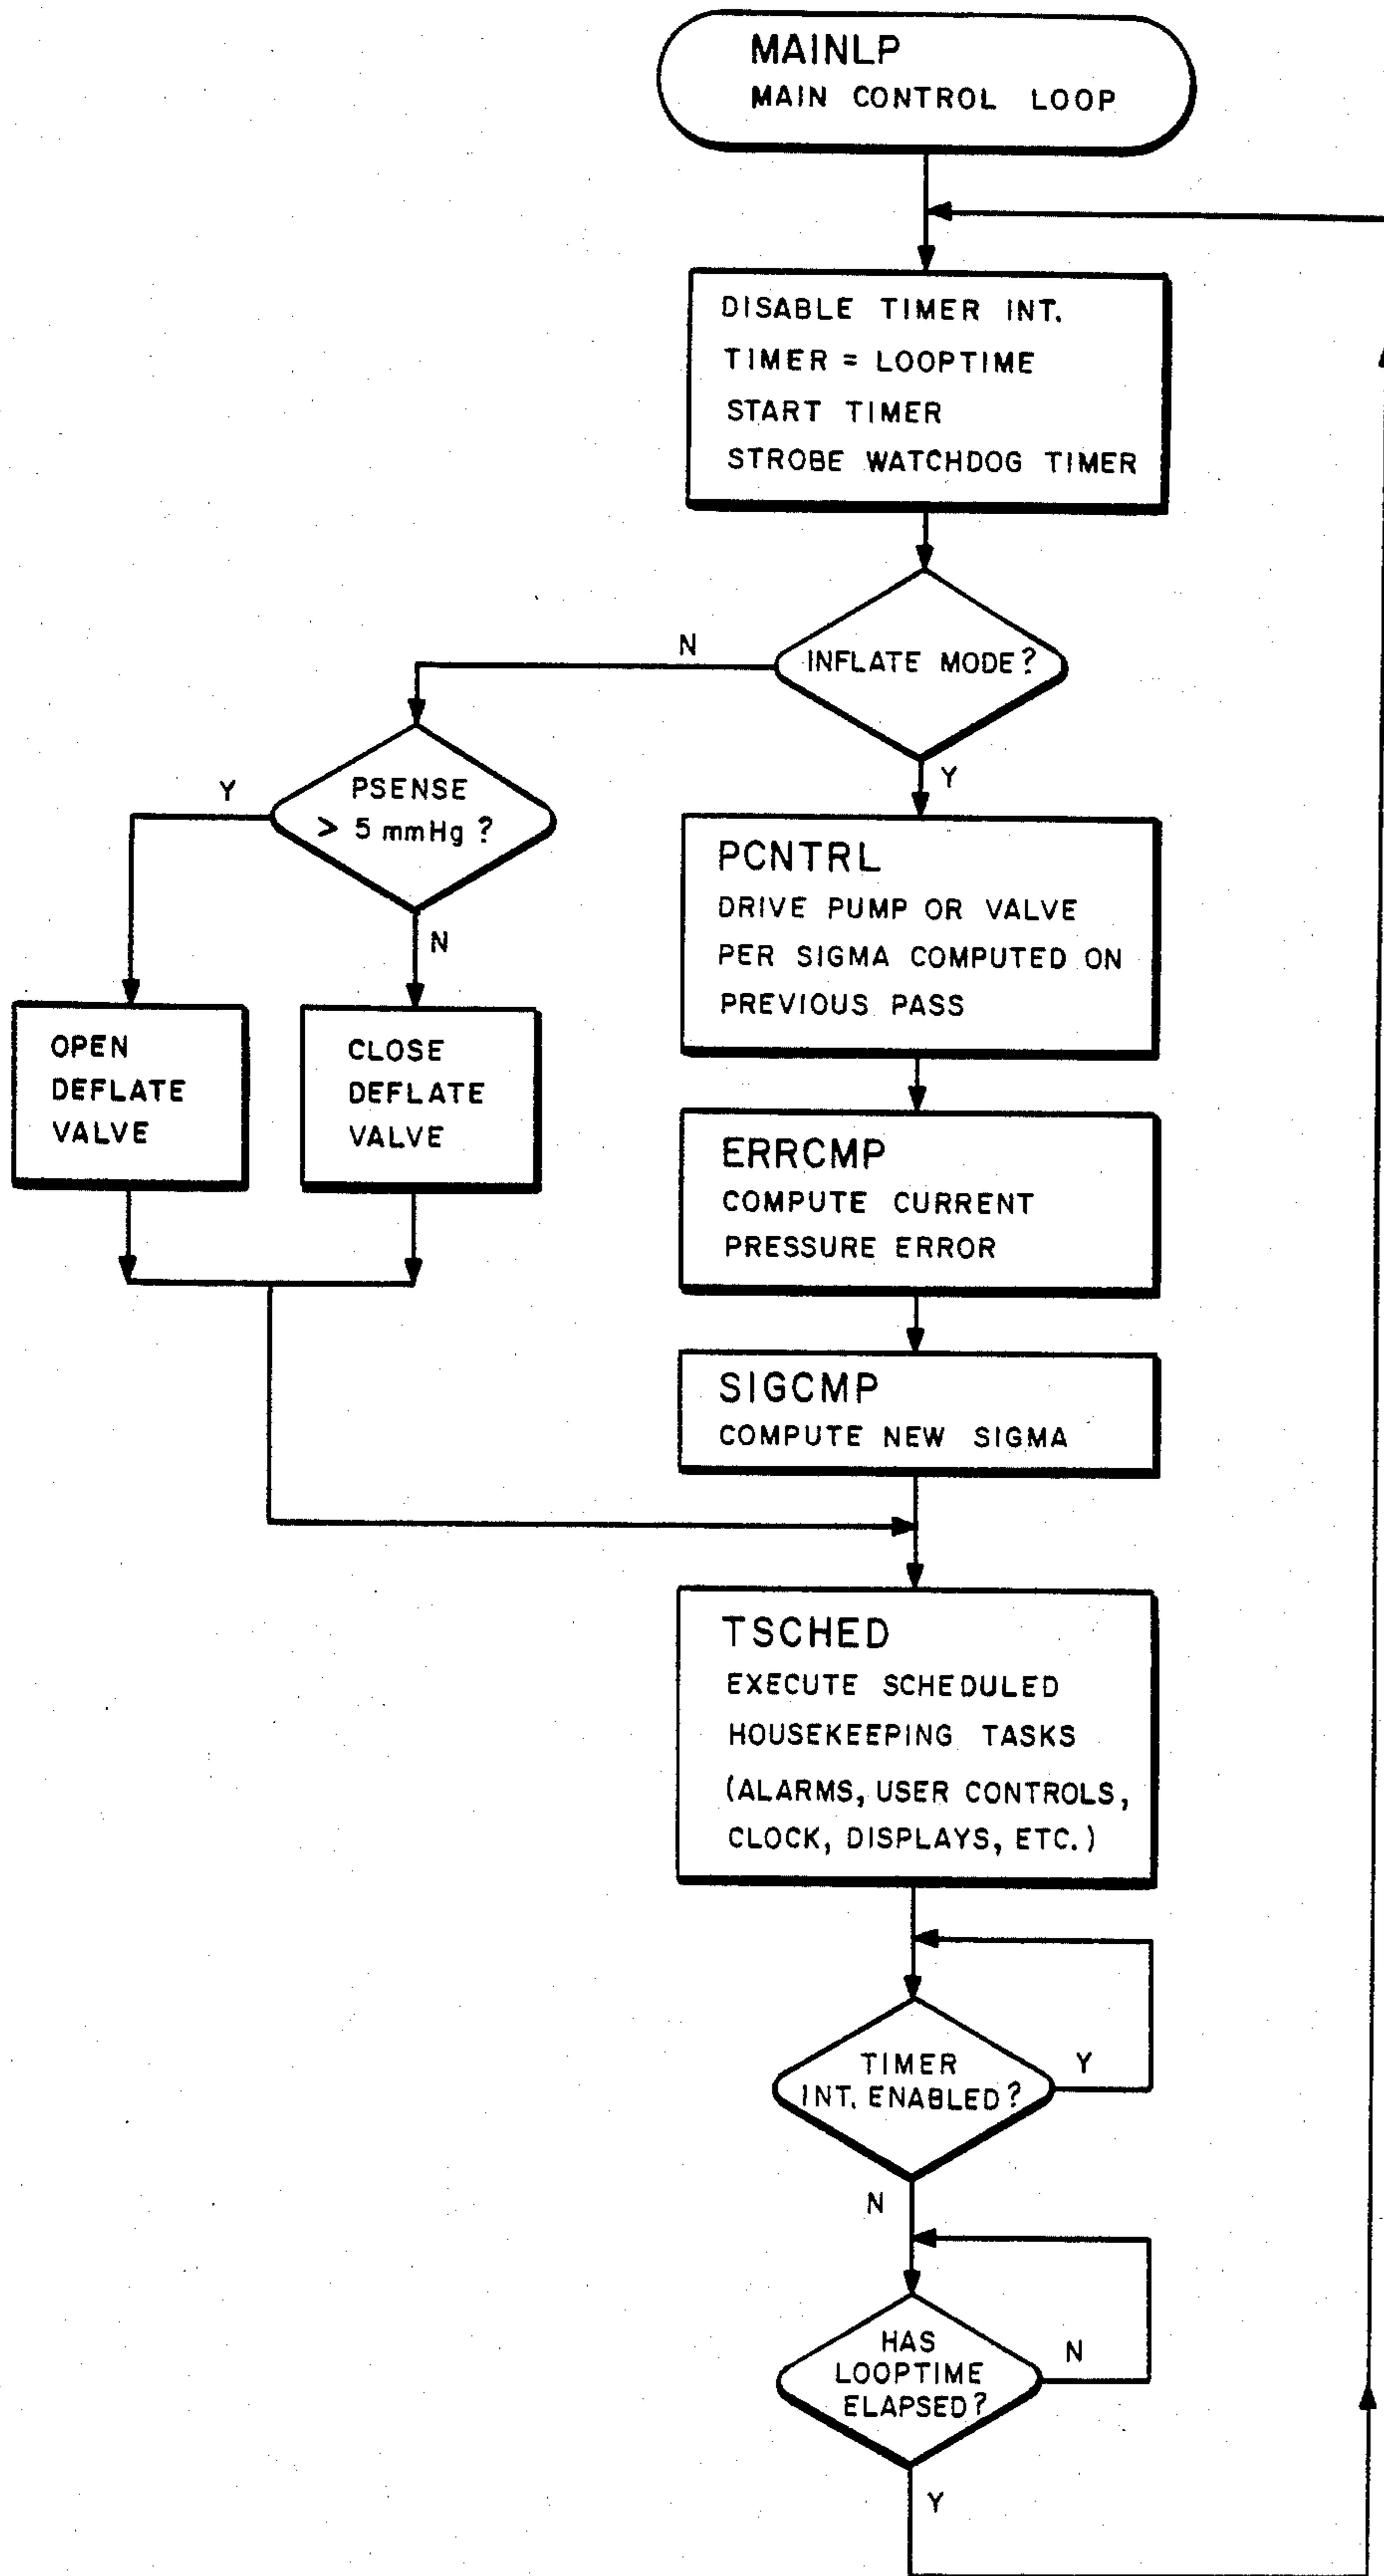 MAINLP
MAIN CONTROL LOOP
DISABLE TIMER INT.
TIMER = LOOPTIME
START TIMER
STROBE WATCHDOG TIMER
INFLATE MODE?
N
Y
PSENSE
> 5 mmHg ?
Y
N
OPEN
DEFLATE
VALVE
CLOSE
DEFLATE
VALVE
PCNTRL
DRIVE PUMP OR VALVE
PER SIGMA COMPUTED ON
PREVIOUS PASS
ERRCMP
COMPUTE CURRENT
PRESSURE ERROR
SIGCMP
COMPUTE NEW SIGMA
TSCHED
EXECUTE SCHEDULED
HOUSEKEEPING TASKS
(ALARMS, USER CONTROLS,
CLOCK, DISPLAYS, ETC.)
TIMER
INT. ENABLED?
Y
N
HAS
LOOPTIME
ELAPSED?
N
Y